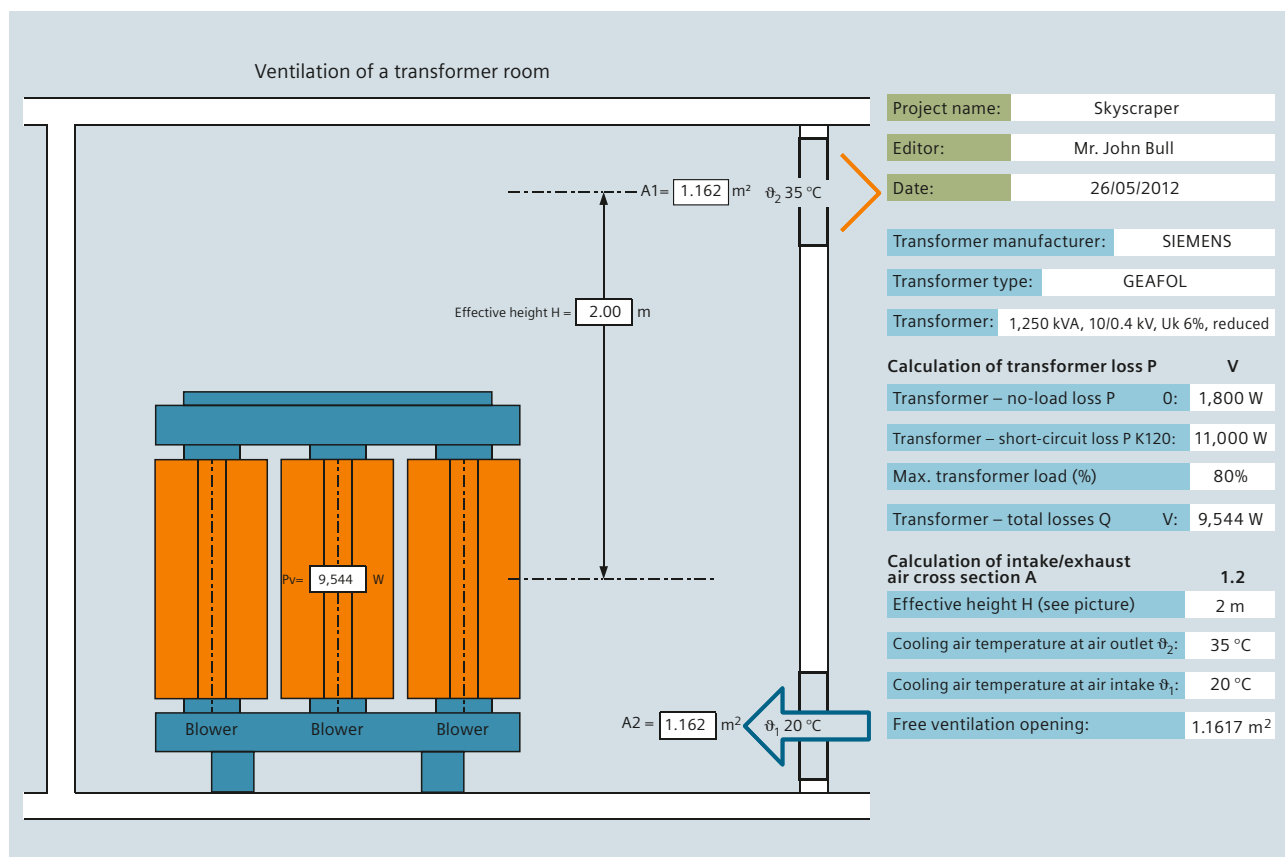 Ventilation of a transformer room
A1= 1.162 m² ϑ₂ 35 °C
Effective height H = 2.00 m
Pv= 9,544 W
Blower Blower Blower
A2 = 1.162 m² ϑ₁ 20 °C
Project name: Skyscraper
Editor: Mr. John Bull
Date: 26/05/2012
Transformer manufacturer: SIEMENS
Transformer type: GEAFOL
Transformer: 1,250 kVA, 10/0.4 kV, Uk 6%, reduced
Calculation of transformer loss P V
Transformer – no-load loss P 0: 1,800 W
Transformer – short-circuit loss P K120: 11,000 W
Max. transformer load (%) 80%
Transformer – total losses Q V: 9,544 W
Calculation of intake/exhaust
air cross section A 1.2
Effective height H (see picture) 2 m
Cooling air temperature at air outlet ϑ₂: 35 °C
Cooling air temperature at air intake ϑ₁: 20 °C
Free ventilation opening: 1.1617 m²